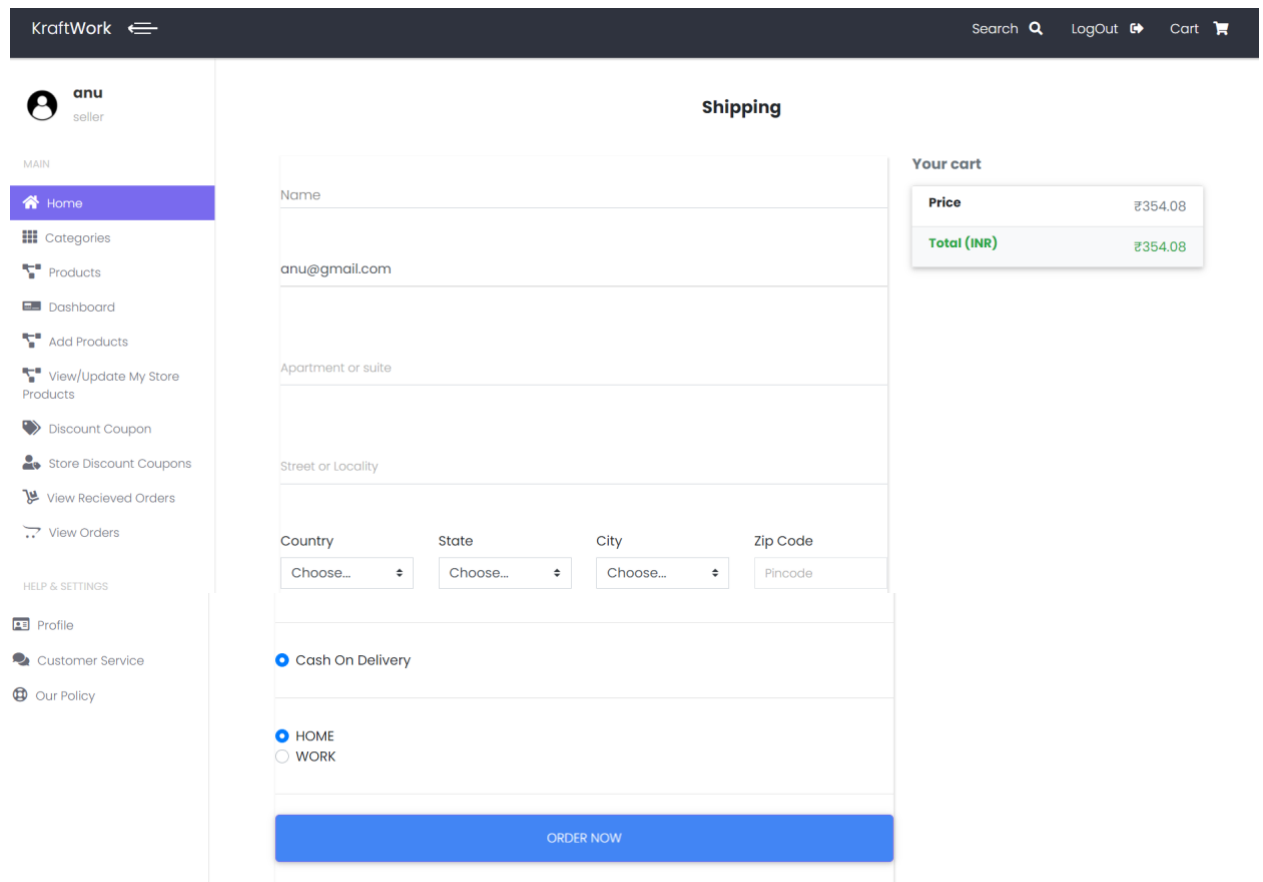 KraftWork
Search
LogOut
Cart
anu
seller
MAIN
Home
Categories
Products
Dashboard
Add Products
View/Update My Store
Products
Discount Coupon
Store Discount Coupons
View Recieved Orders
View Orders
HELP & SETTINGS
Profile
Customer Service
Our Policy
Shipping
Name
anu@gmail.com
Apartment or suite
Street or Locality
Country State City Zip Code
Choose... Choose... Choose... Pincode
Cash On Delivery
HOME
WORK
ORDER NOW
Your cart
Price ₹354.08
Total (INR) ₹354.08